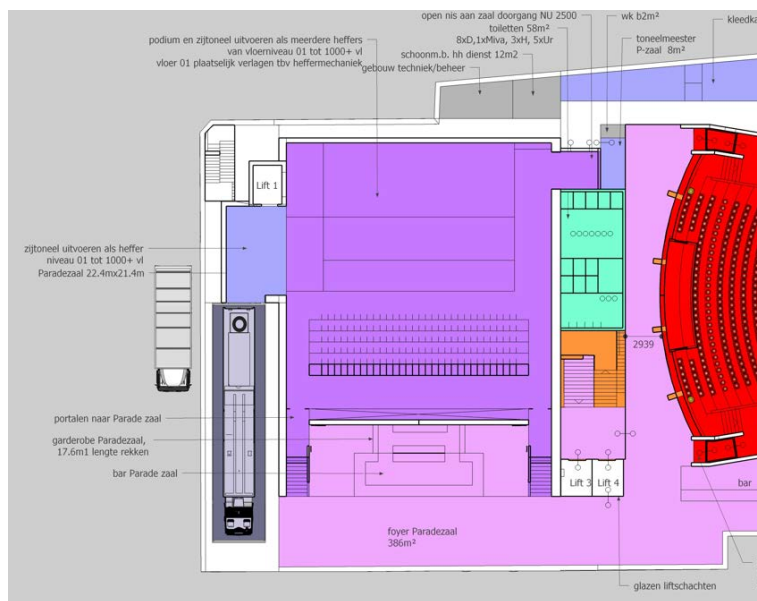 open nis aan zaal doorgang NU 2500
wk b2m²
kleedka
toiletten 58m²
8xD,1xMiva, 3xH, 5xUr
toneelmeester
P-zaal 8m²
podium en zijtoneel uitvoeren als meerdere heffers
van vloerniveau 01 tot 1000+ vl
vloer 01 plaatselijk verlagen tbv heffermechaniek
schoonm.b. hh dienst 12m2
gebouw techniek/beheer
Lift 1
zijtoneel uitvoeren als heffer
niveau 01 tot 1000+ vl
Paradezaal 22.4mx21.4m
2939
portalen naar Parade zaal
garderobe Paradezaal,
17.6m1 lengte rekken
bar Parade zaal
Lift 3
Lift 4
bar
foyer Paradezaal
386m²
glazen liftschachten